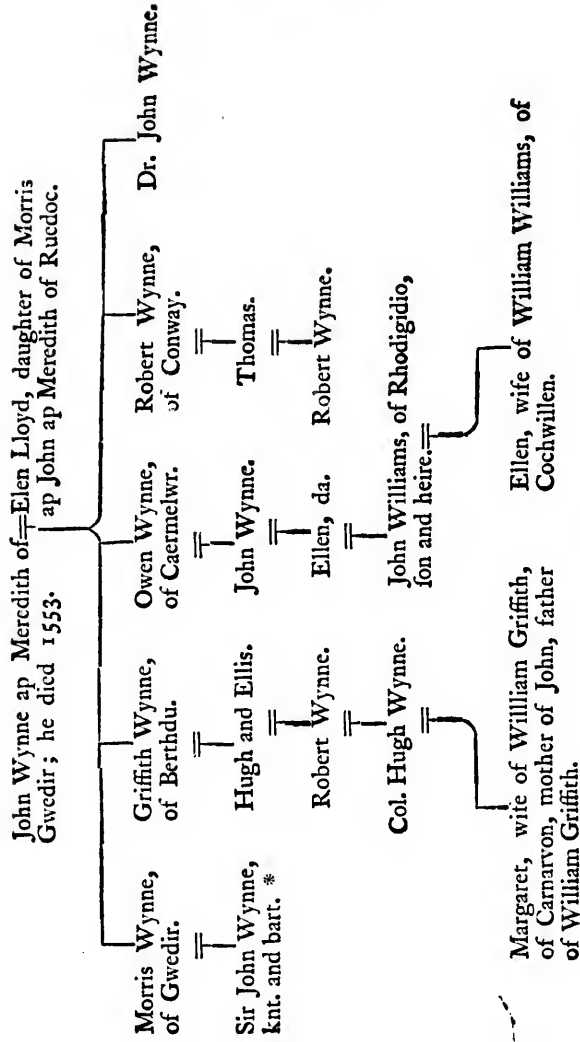 John Wynne ap Meredith of═Elen Lloyd, daughter of Morris
Gwedir; he died 1553. ap John ap Meredith of Rucdoc.
Morris Wynne,
of Gwedir.
Griffith Wynne,
of Berthdu.
Owen Wynne,
of Caermelwr.
Robert Wynne,
of Conway.
Dr. John Wynne.
Sir John Wynne,
knt. and bart. *
Hugh and Ellis.
John Wynne.
Thomas.
Robert Wynne.
Ellen, da.
Robert Wynne.
Col. Hugh Wynne.
John Williams, of Rhodigidio,
ſon and heire.
Margaret, wife of Willliam Griffith,
of Carnarvon, mother of John, father
of William Griffith.
Ellen, wife of William Williams, of
Cochwillen.